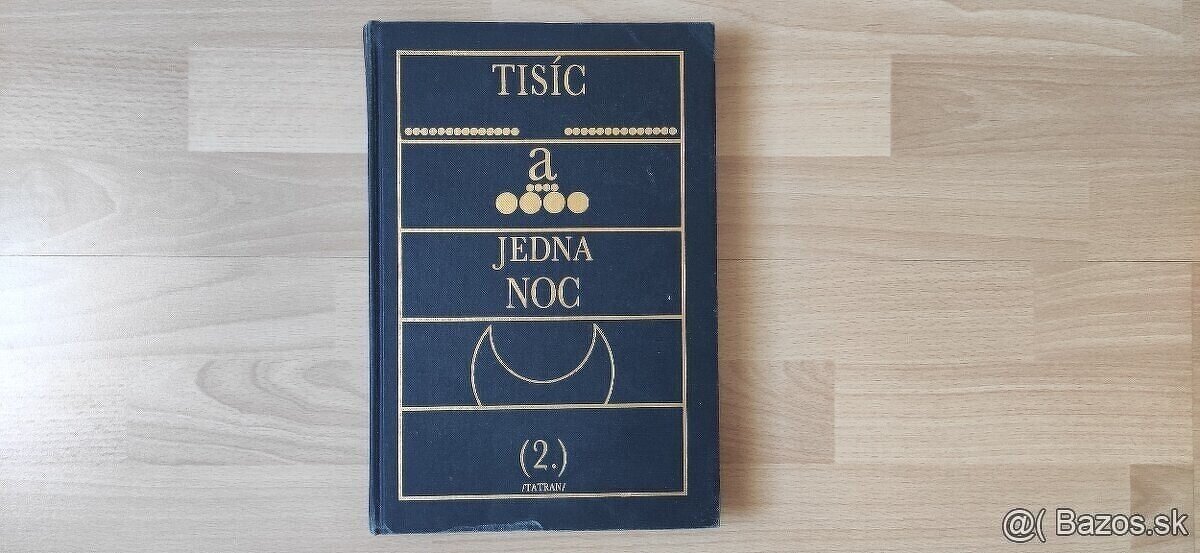 TISÍC
a
JEDNA
NOC
(2.)
/TATRAN/
@( Bazos.sk